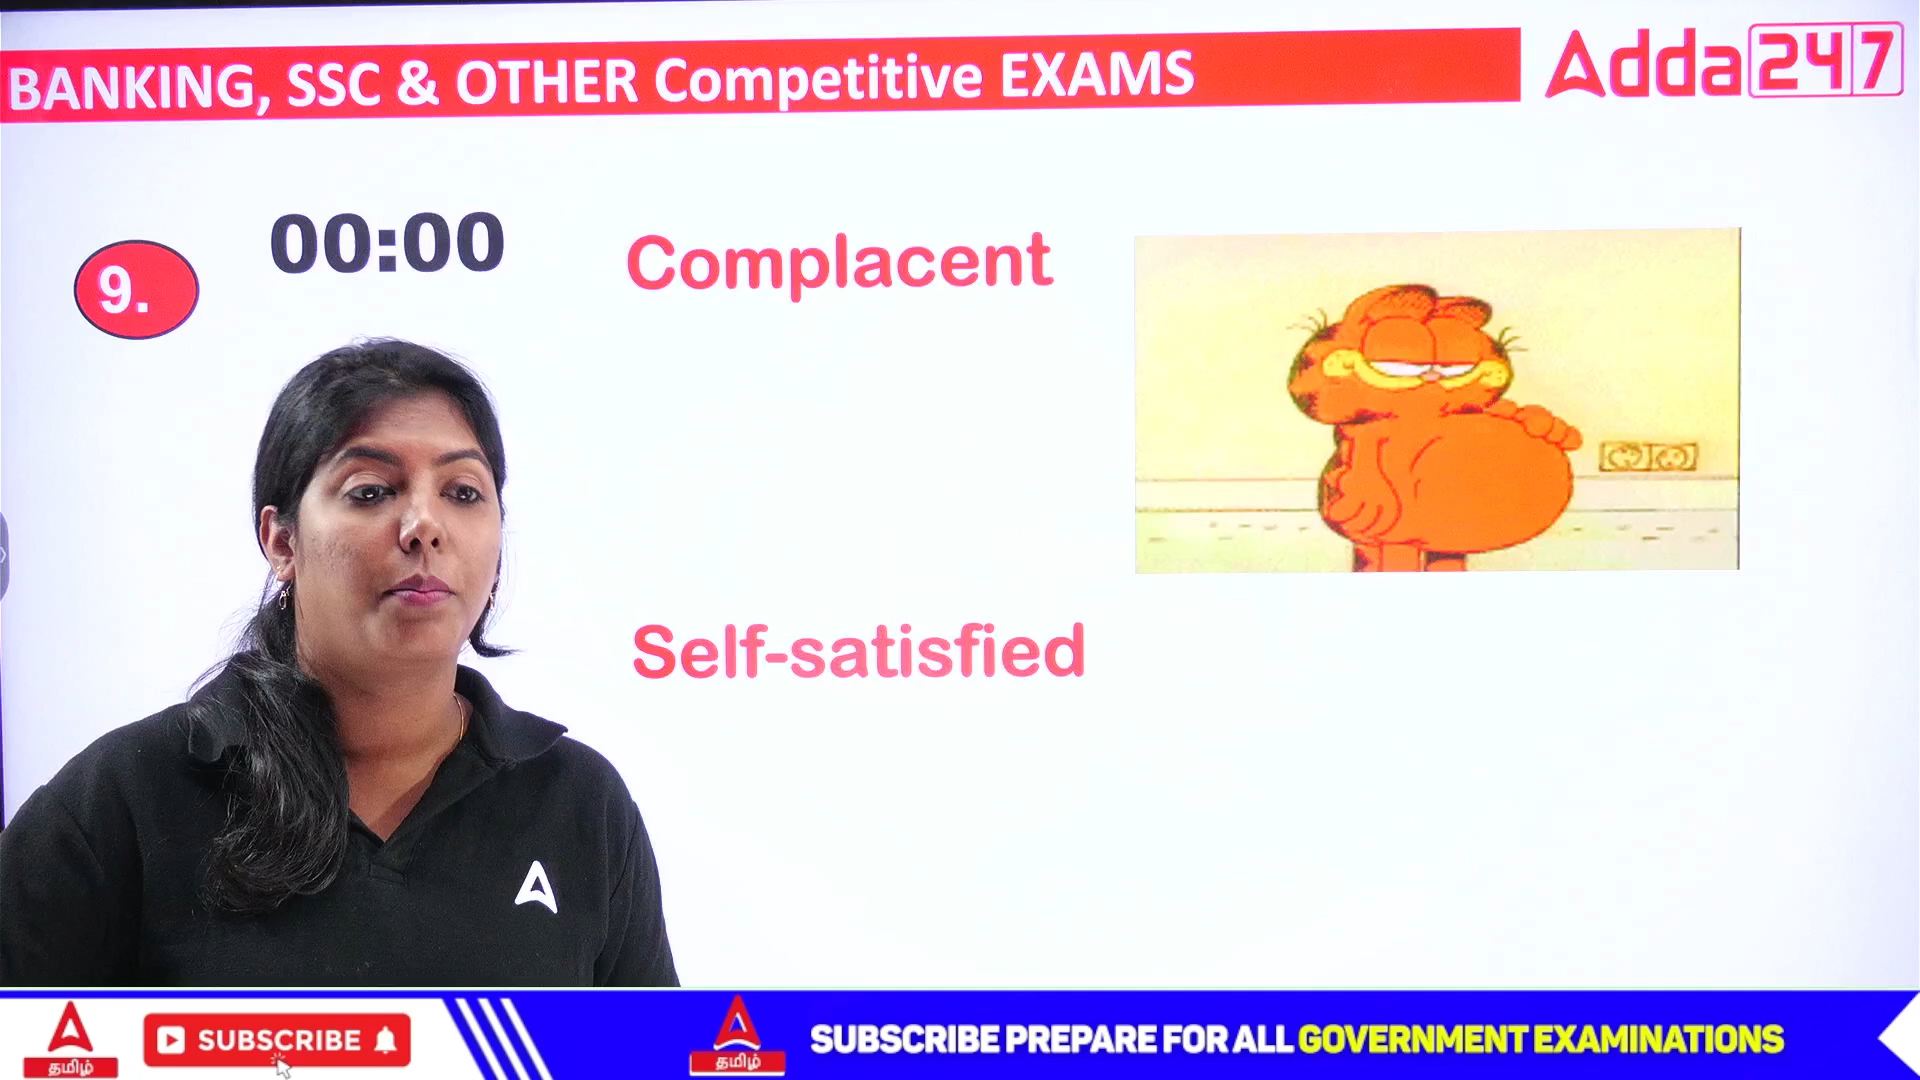 BANKING, SSC & OTHER Competitive EXAMS
Adda247
9.
00:00
Complacent
Self-satisfied
தமிழ்
SUBSCRIBE
தமிழ்
SUBSCRIBE PREPARE FOR ALL GOVERNMENT EXAMINATIONS